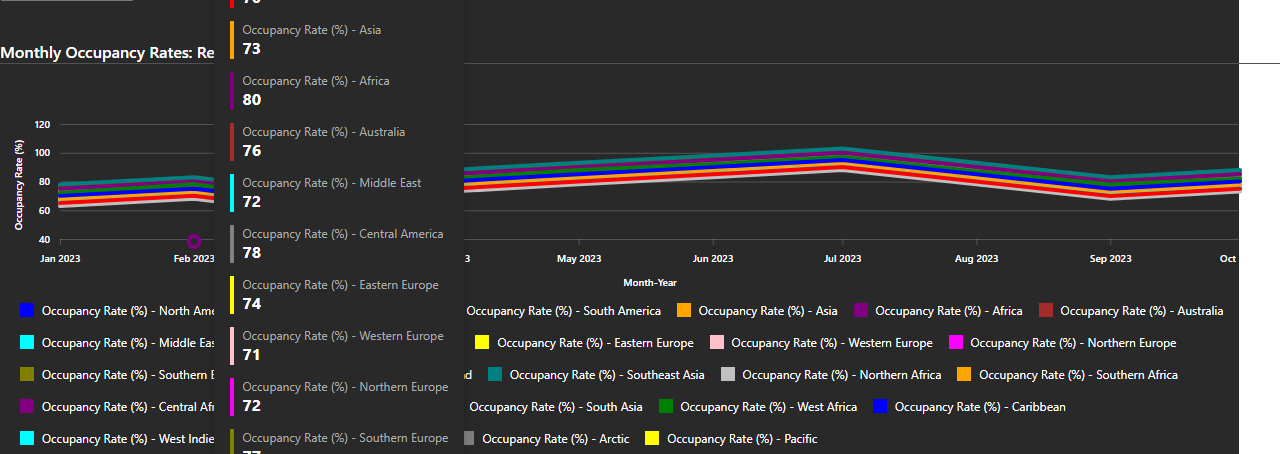 Occupancy Rate (%) - Asia
73
Monthly Occupancy Rates: Re
Occupancy Rate (%) - Africa
80
Occupancy Rate (%) - Australia
76
Occupancy Rate (%) - Middle East
72
Occupancy Rate (%) - Central America
78
Occupancy Rate (%) - Eastern Europe
74
Occupancy Rate (%) - Western Europe
71
Occupancy Rate (%) - Northern Europe
72
Occupancy Rate (%) - Southern Europe
Occupancy Rate (%)
120
100
80
60
40
Jan 2023 Feb 2023 3 May 2023 Jun 2023 Jul 2023 Aug 2023 Sep 2023 Oct
Month-Year
Occupancy Rate (%) - North Ame Occupancy Rate (%) - South America Occupancy Rate (%) - Asia Occupancy Rate (%) - Africa Occupancy Rate (%) - Australia
Occupancy Rate (%) - Middle Eas Occupancy Rate (%) - Eastern Europe Occupancy Rate (%) - Western Europe Occupancy Rate (%) - Northern Europe
Occupancy Rate (%) - Southern E d Occupancy Rate (%) - Southeast Asia Occupancy Rate (%) - Northern Africa Occupancy Rate (%) - Southern Africa
Occupancy Rate (%) - Central Afr Occupancy Rate (%) - South Asia Occupancy Rate (%) - West Africa Occupancy Rate (%) - Caribbean
Occupancy Rate (%) - West Indie Occupancy Rate (%) - Arctic Occupancy Rate (%) - Pacific